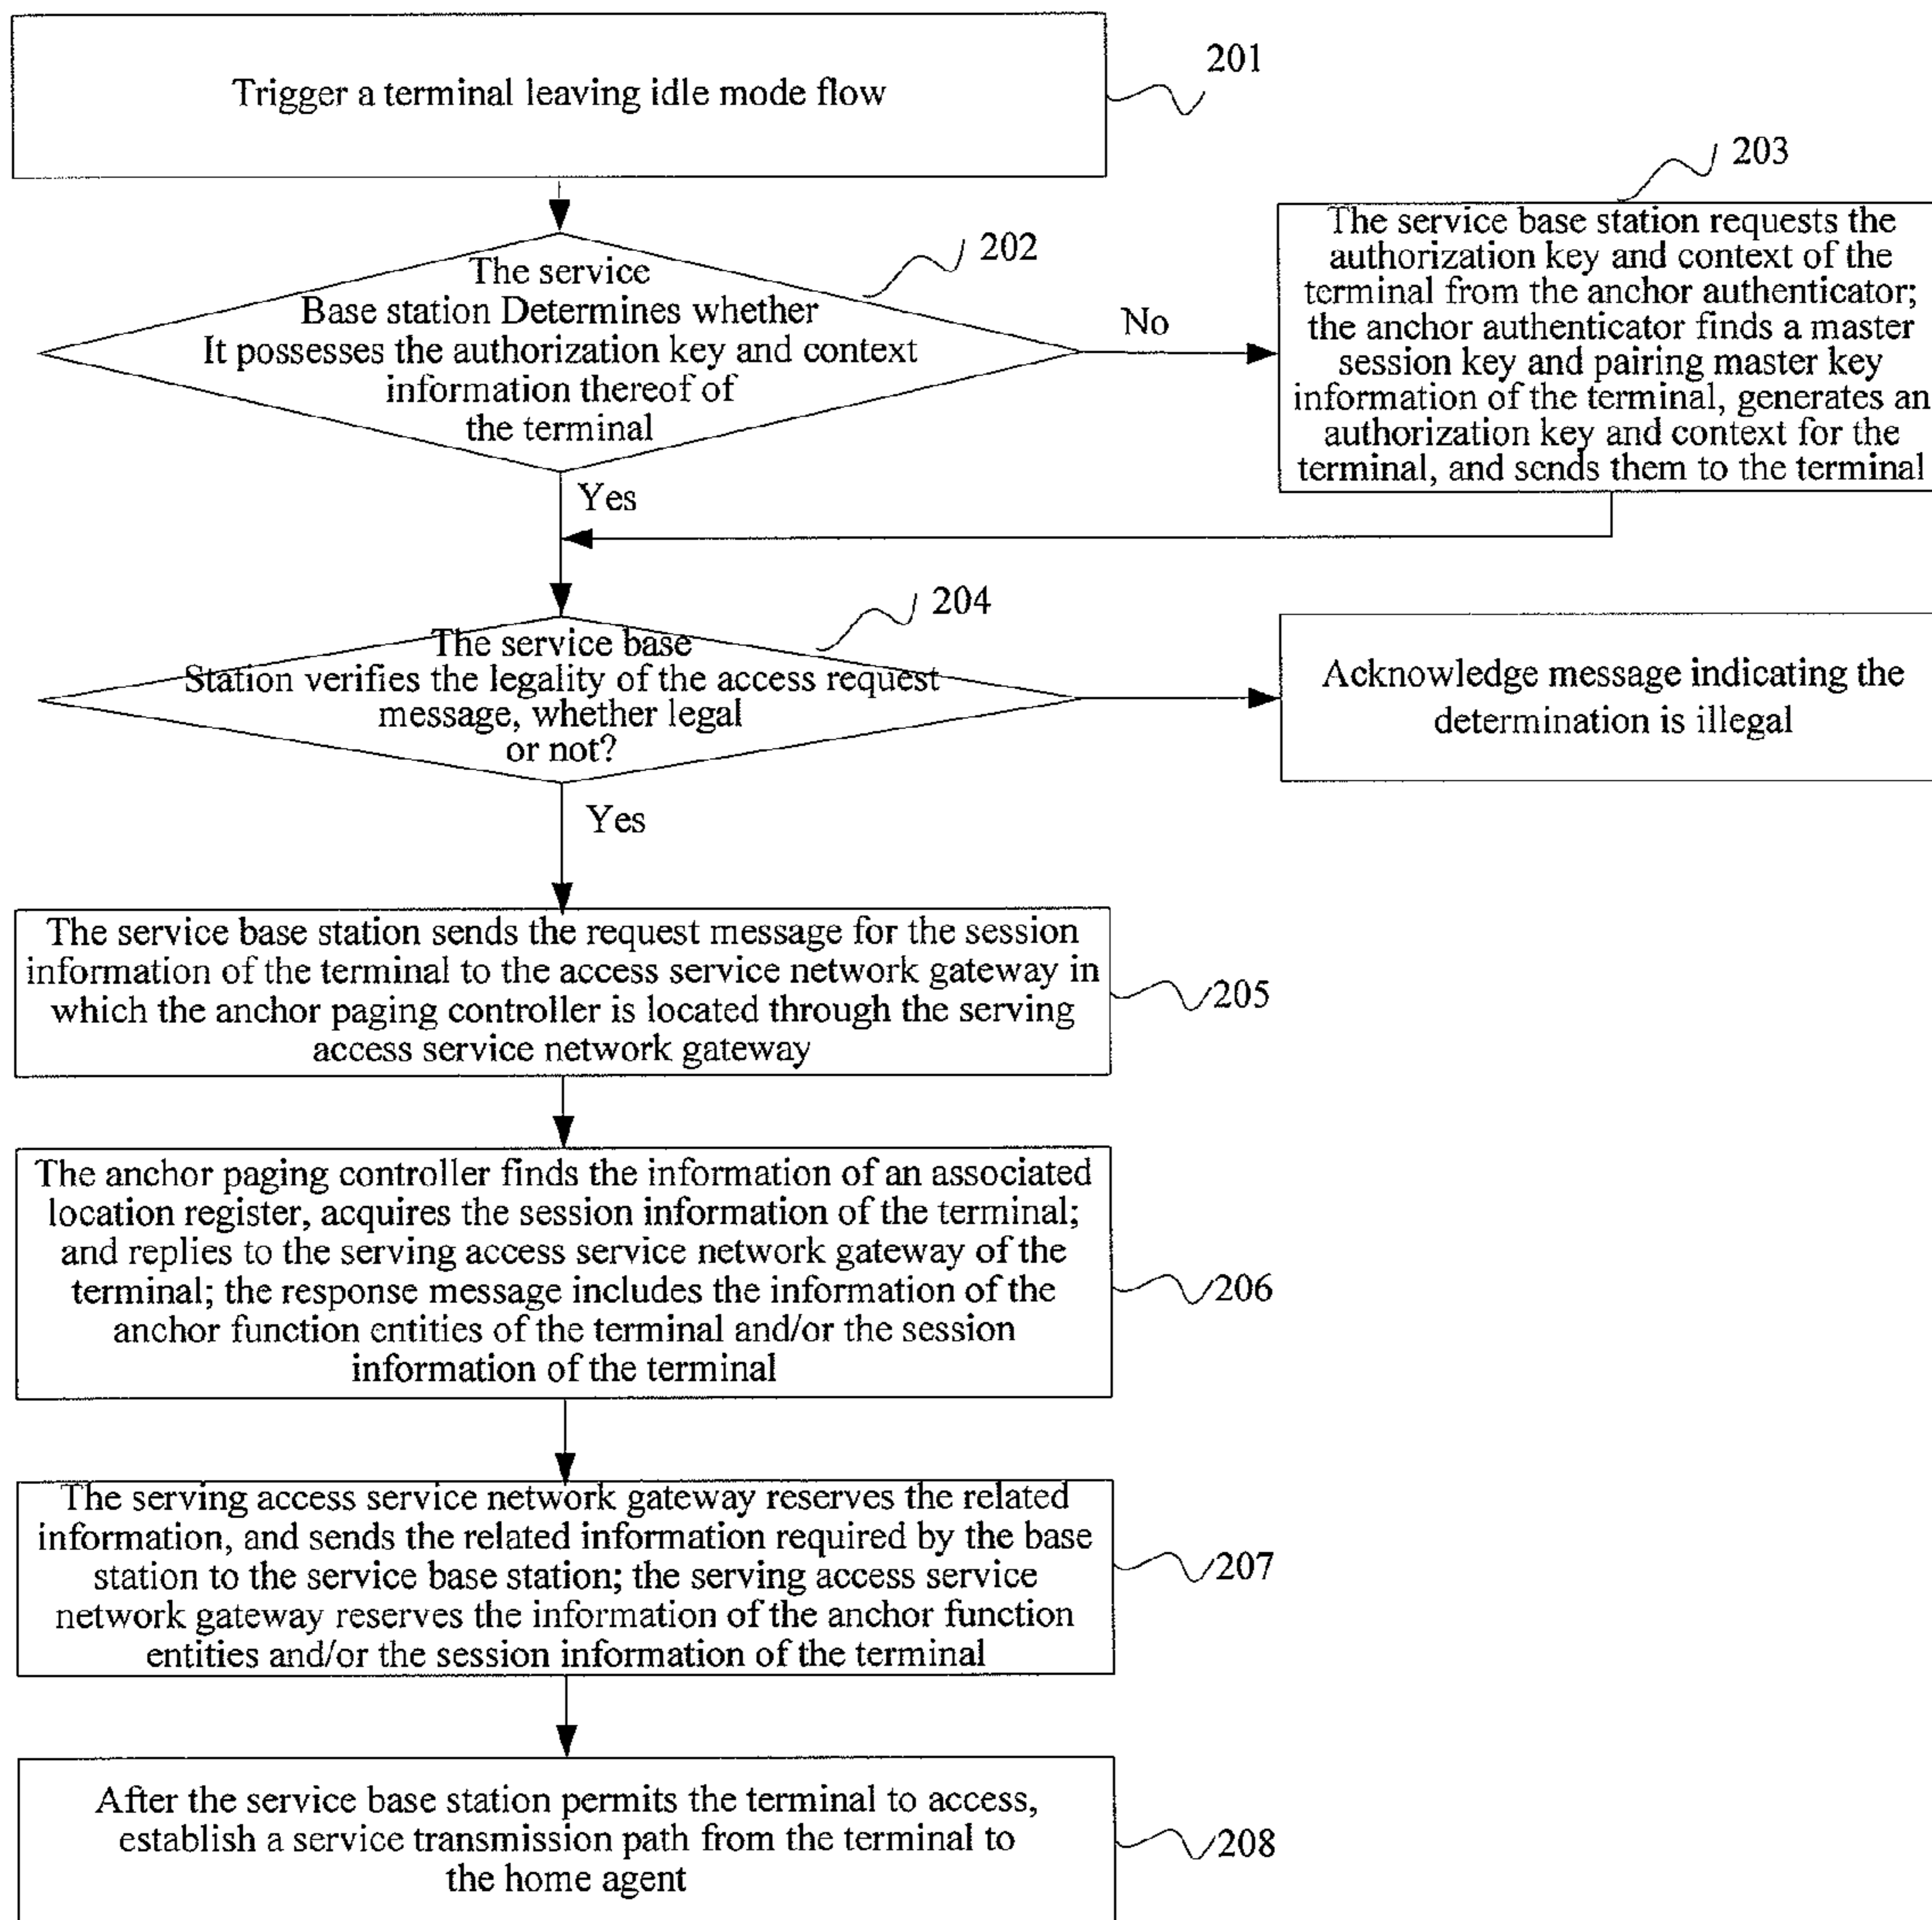 Trigger a terminal leaving idle mode flow
201
203
The service base station requests the
authorization key and context of the
terminal from the anchor authenticator;
the anchor authenticator finds a master
session key and pairing master key
information of the terminal, generates an
authorization key and context for the
terminal, and sends them to the terminal
202
The service
Base station Determines whether
It possesses the authorization key and context
information thereof of
the terminal
No
Yes
204
The service base
Station verifies the legality of the access request
message, whether legal
or not?
Acknowledge message indicating the
determination is illegal
Yes
The service base station sends the request message for the session
information of the terminal to the access service network gateway in
which the anchor paging controller is located through the serving
access service network gateway
205
The anchor paging controller finds the information of an associated
location register, acquires the session information of the terminal;
and replies to the serving access service network gateway of the
terminal; the response message includes the information of the
anchor function entities of the terminal and/or the session
information of the terminal
206
The serving access service network gateway reserves the related
information, and sends the related information required by the base
station to the service base station; the serving access service
network gateway reserves the information of the anchor function
entities and/or the session information of the terminal
207
After the service base station permits the terminal to access,
establish a service transmission path from the terminal to
the home agent
208